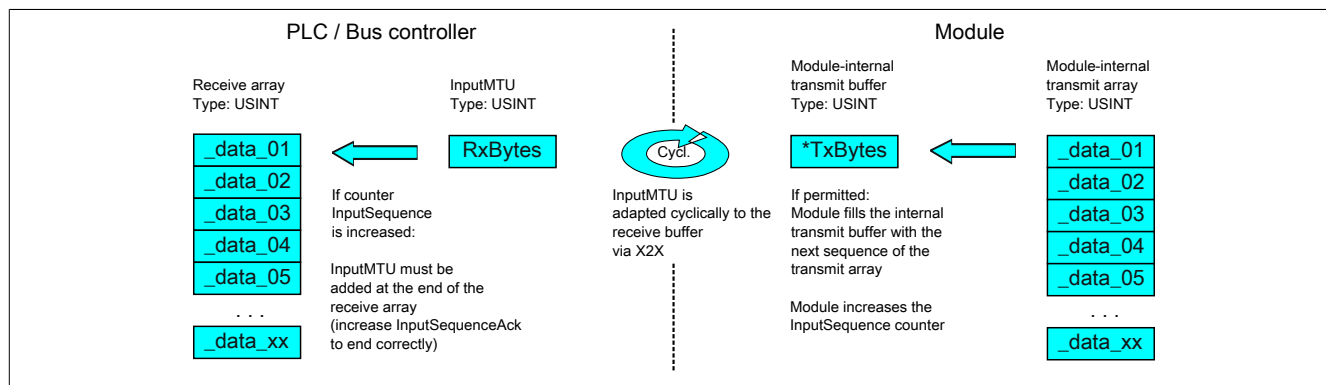 PLC / Bus controller
Module
Receive array
Type: USINT
InputMTU
Type: USINT
Module-internal
transmit buffer
Type: USINT
Module-internal
transmit array
Type: USINT
_data_01
_data_02
_data_03
_data_04
_data_05
. . .
_data_xx
RxBytes
If counter
InputSequence
is increased:
InputMTU must be
added at the end of the
receive array
(increase InputSequenceAck
to end correctly)
Cycl.
InputMTU is
adapted cyclically to the
receive buffer
via X2X
*TxBytes
If permitted:
Module fills the internal
transmit buffer with the
next sequence of the
transmit array
Module increases the
InputSequence counter
_data_01
_data_02
_data_03
_data_04
_data_05
. . .
_data_xx